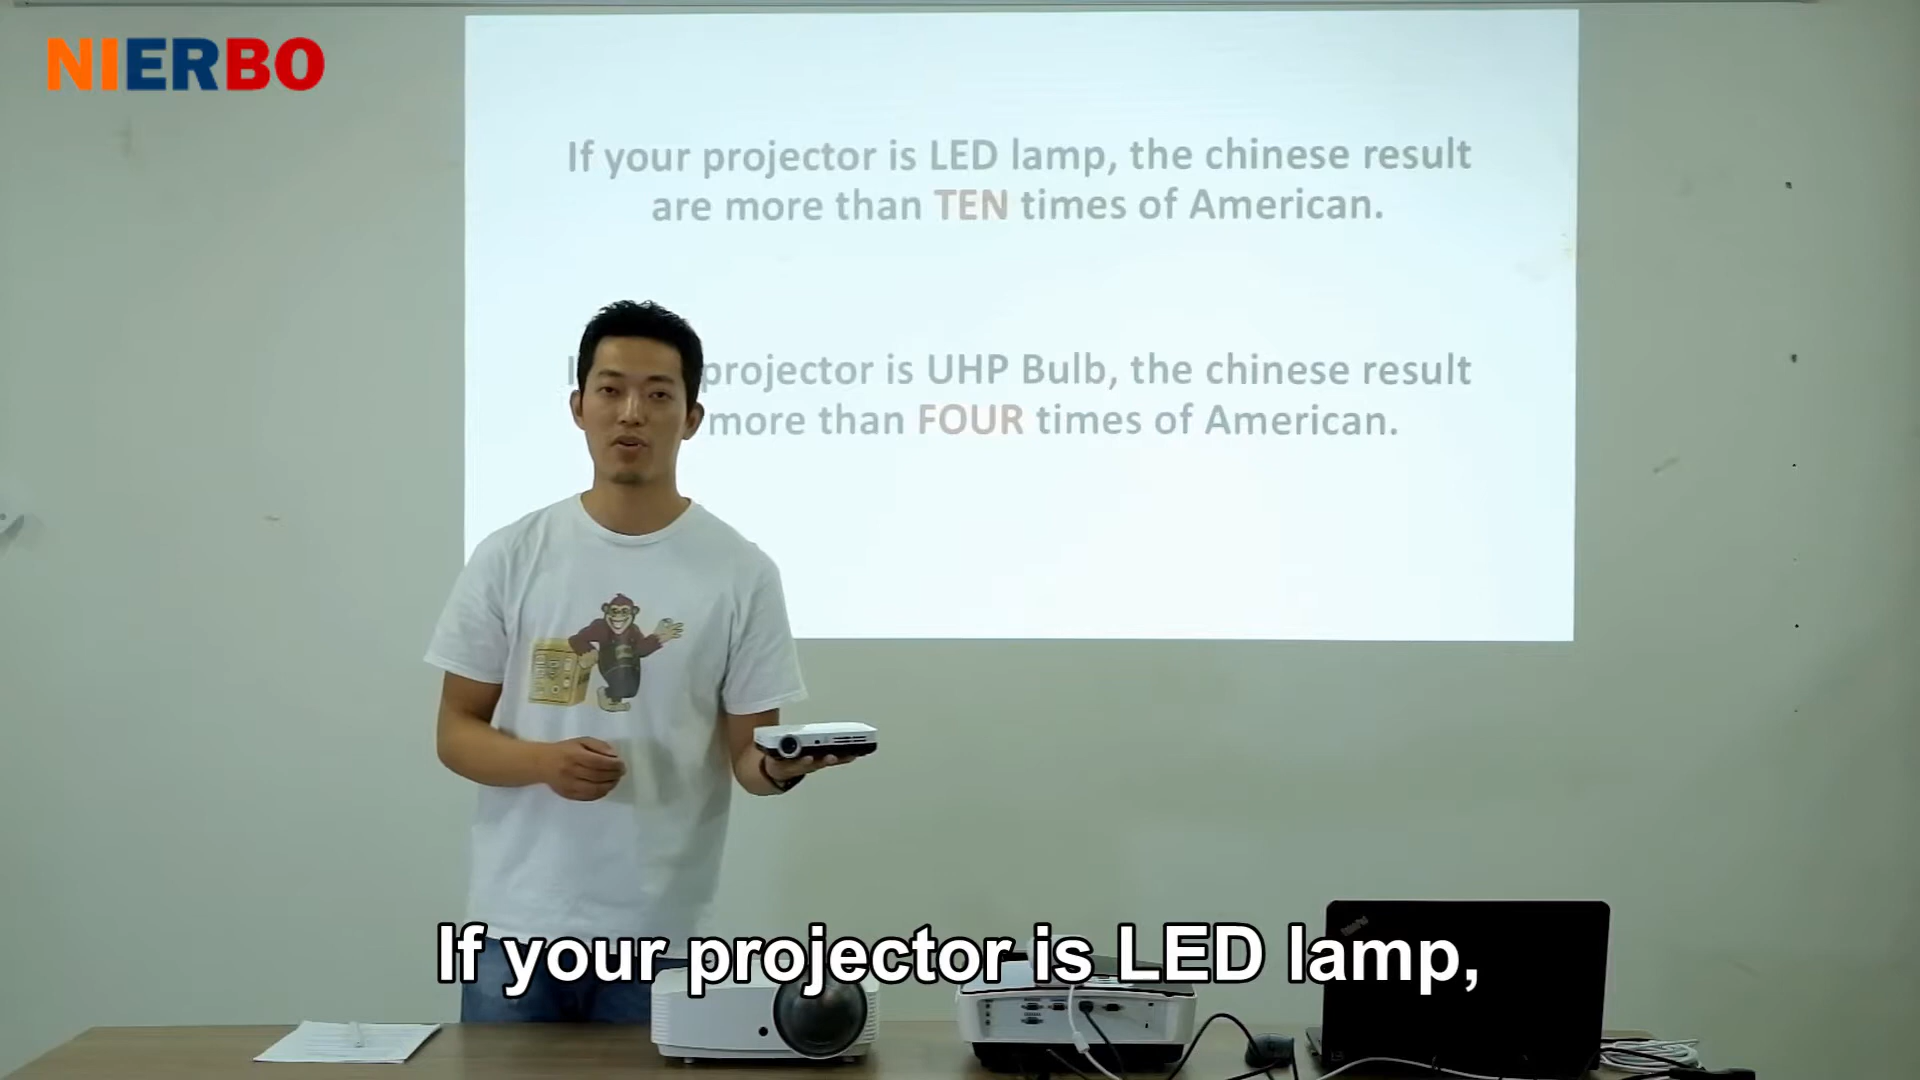 NIERBO
If your projector is LED lamp, the chinese result
are more than TEN times of American.
projector is UHP Bulb, the chinese result
more than FOUR times of American.
If your projector is LED lamp,
ThinkPad